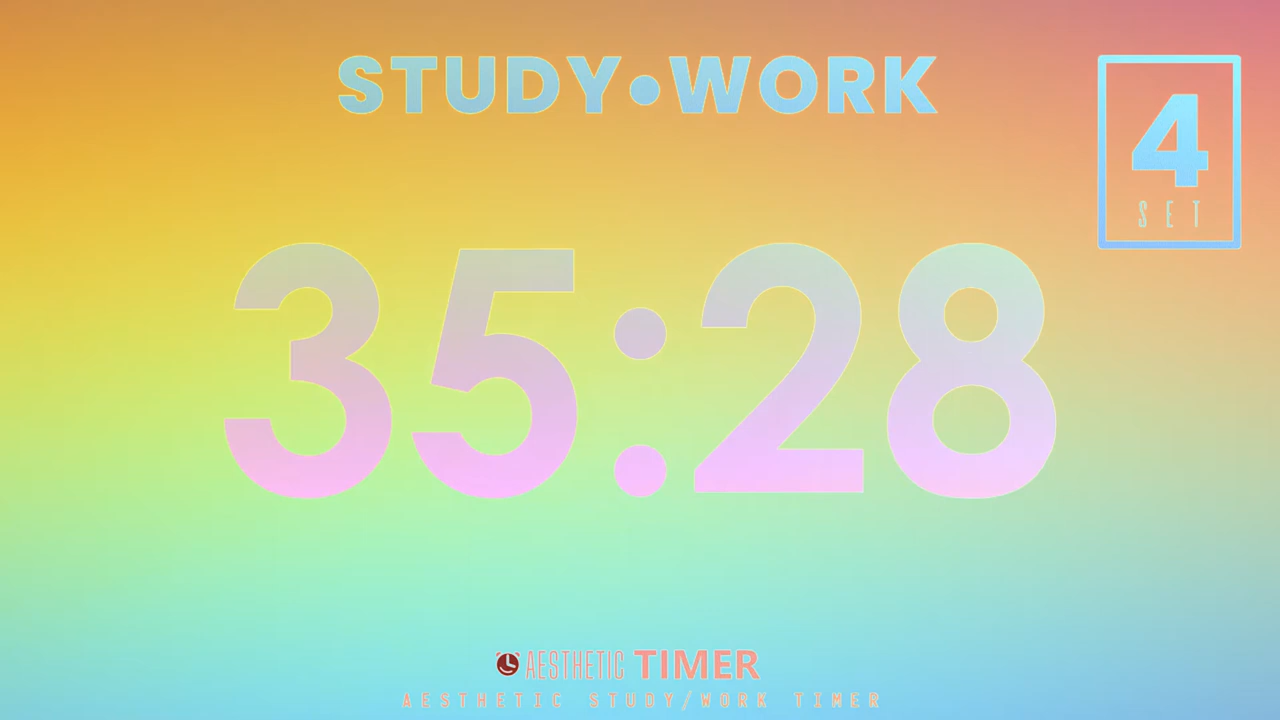 STUDY•WORK
4
SET
35:28
AESTHETIC TIMER
AESTHETIC STUDY/WORK TIMER